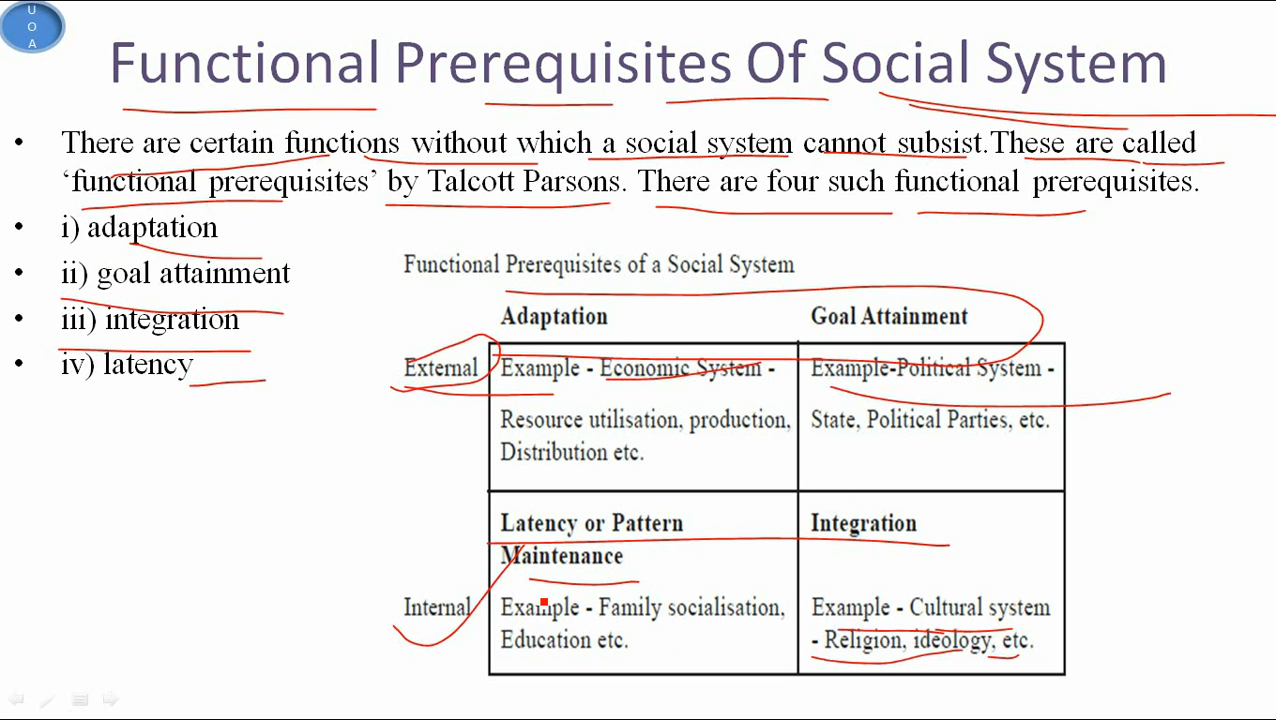 U
O
A
Functional Prerequisites Of Social System
• There are certain functions without which a social system cannot subsist.These are called
‘functional prerequisites’ by Talcott Parsons. There are four such functional prerequisites.
• i) adaptation
• ii) goal attainment
• iii) integration
• iv) latency
Functional Prerequisites of a Social System
Adaptation Goal Attainment
External Example - Economic System - Example-Political System -
Resource utilisation, production, State, Political Parties, etc.
Distribution etc.
Latency or Pattern Integration
Maintenance
Internal Example - Family socialisation, Example - Cultural system
Education etc. - Religion, ideology, etc.